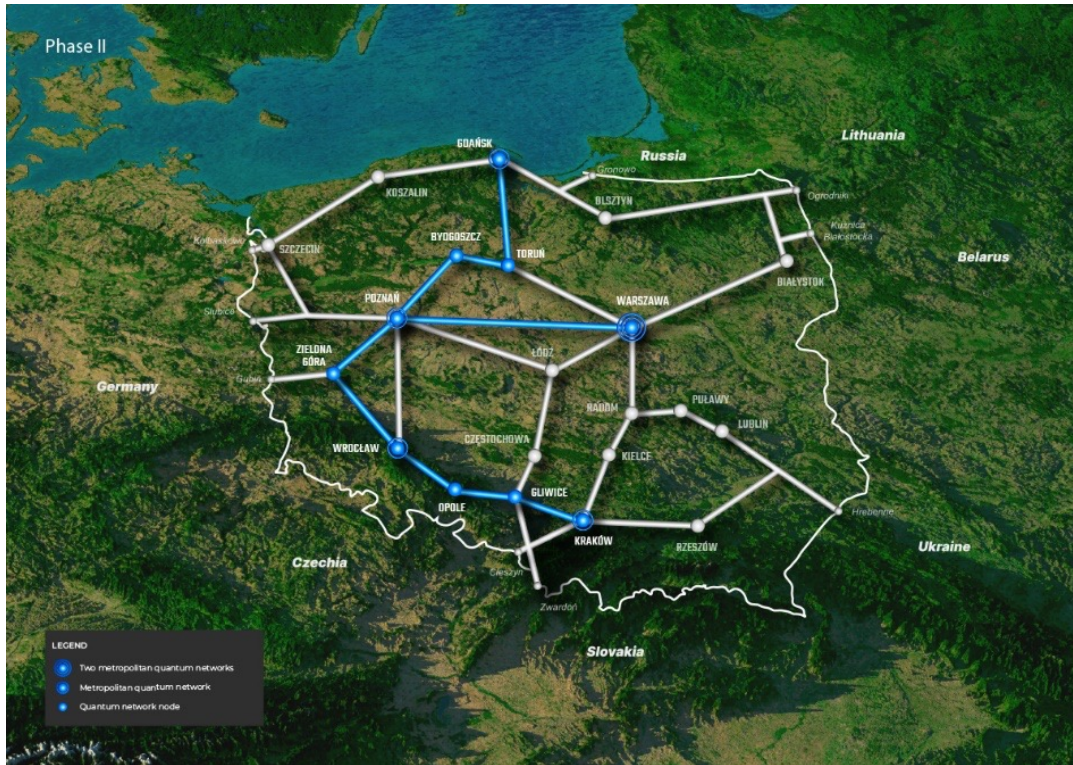 Phase II
Lithuania
GDAŃSK
Russia
Gronowo
KOSZALIN
Ogrodniki
OLSZTYN
Kuźnica
Białostocka
BYDGOSZCZ
Kołbaskowo
SZCZECIN
TORUŃ
Belarus
BIAŁYSTOK
POZNAŃ
WARSZAWA
Słubice
ZIELONA
GÓRA
ŁÓDŹ
Gubin
Germany
PUŁAWY
RADOM
LUBLIN
CZĘSTOCHOWA
WROCŁAW
KIELCE
GLIWICE
OPOLE
Hrebenne
KRAKÓW
RZESZÓW
Ukraine
Czechia
Cieszyn
Zwardoń
Slovakia
LEGEND
Two metropolitan quantum networks
Metropolitan quantum network
Quantum network node